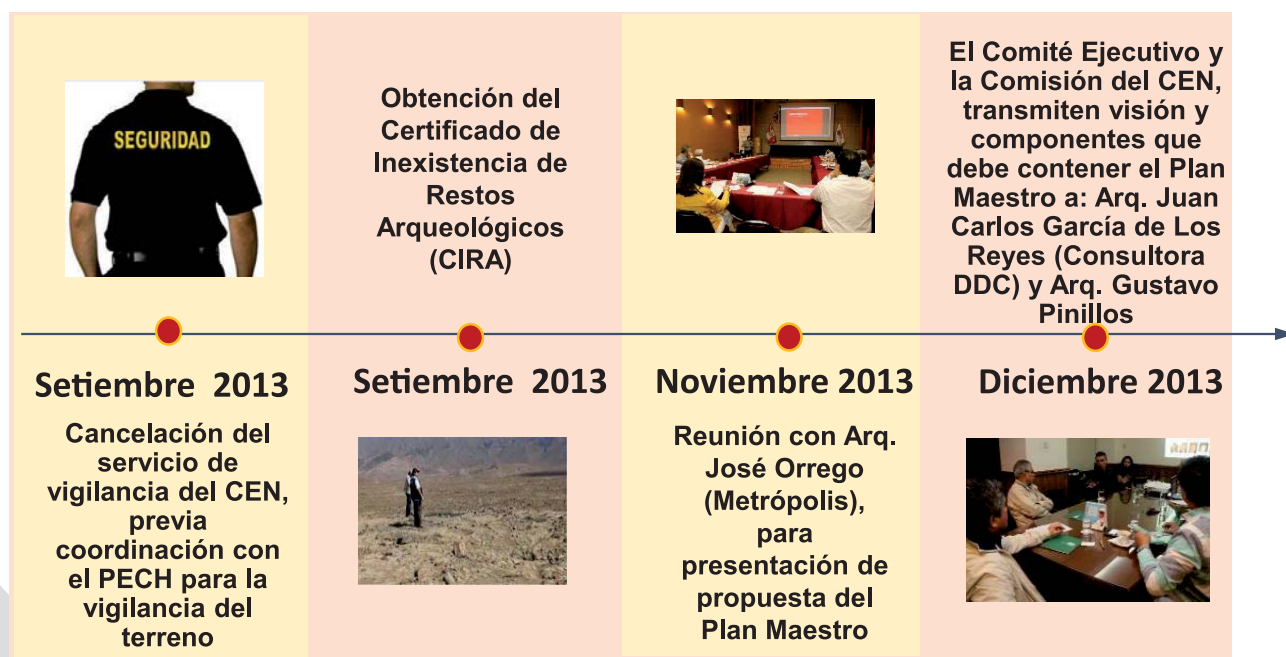 SEGURIDAD
Setiembre 2013
Cancelación del
servicio de
vigilancia del CEN,
previa
coordinación con
el PECH para la
vigilancia del
terreno
Obtención del
Certificado de
Inexistencia de
Restos
Arqueológicos
(CIRA)
Setiembre 2013
Noviembre 2013
Reunión con Arq.
José Orrego
(Metrópolis),
para
presentación de
propuesta del
Plan Maestro
El Comité Ejecutivo y
la Comisión del CEN,
transmiten visión y
componentes que
debe contener el Plan
Maestro a: Arq. Juan
Carlos García de Los
Reyes (Consultora
DDC) y Arq. Gustavo
Pinillos
Diciembre 2013